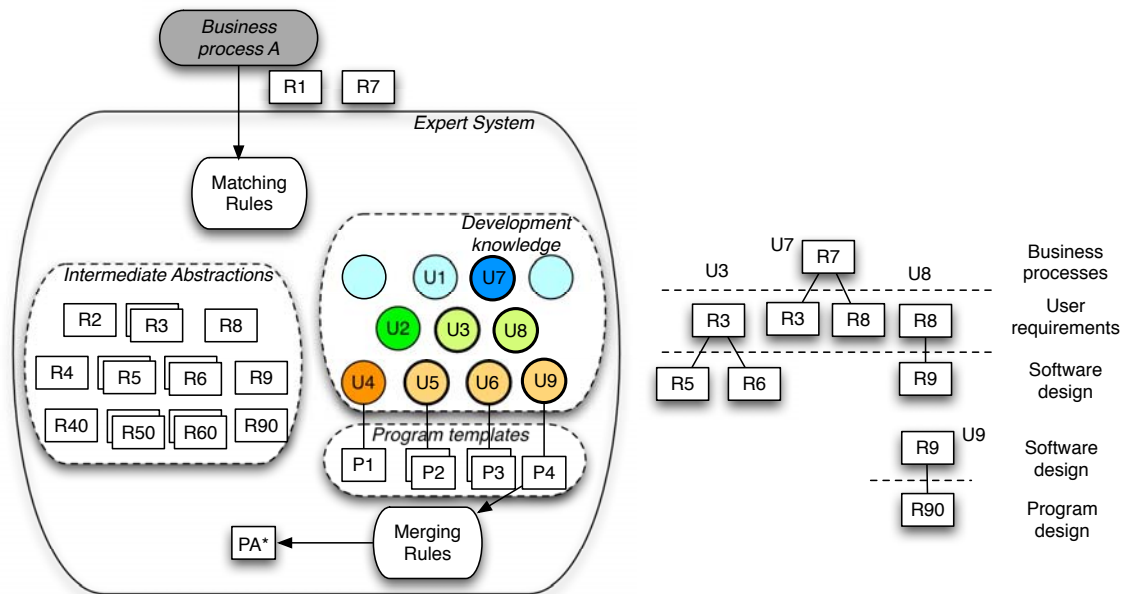 Business
process A
R1
R7
Expert System
Matching
Rules
Development
knowledge
U1
U7
U2
U3
U8
U4
U5
U6
U9
Intermediate Abstractions
R2
R3
R8
R4
R5
R6
R9
R40
R50
R60
R90
Program templates
P1
P2
P3
P4
Merging
Rules
PA*
U3
U7
U8
R7
Business
processes
R3
R3
R8
R8
User
requirements
R5
R6
R9
Software
design
R9
U9
Software
design
R90
Program
design